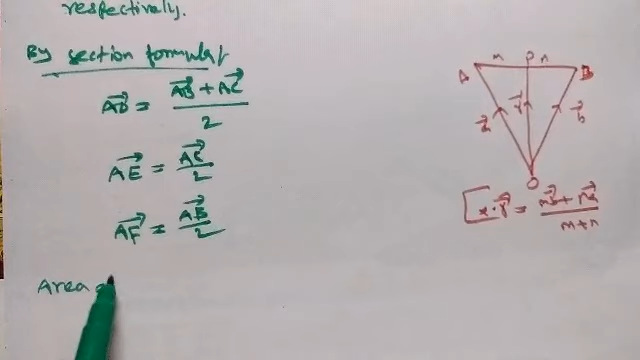 respectively.
By section formula
AD→ = (AB→ + AC→) / 2
AE→ = AC→ / 2
AF→ = AB→ / 2
Area
A m P n B
a→ r→ b→
O
r→ = (mb→ + na→) / (m+n)